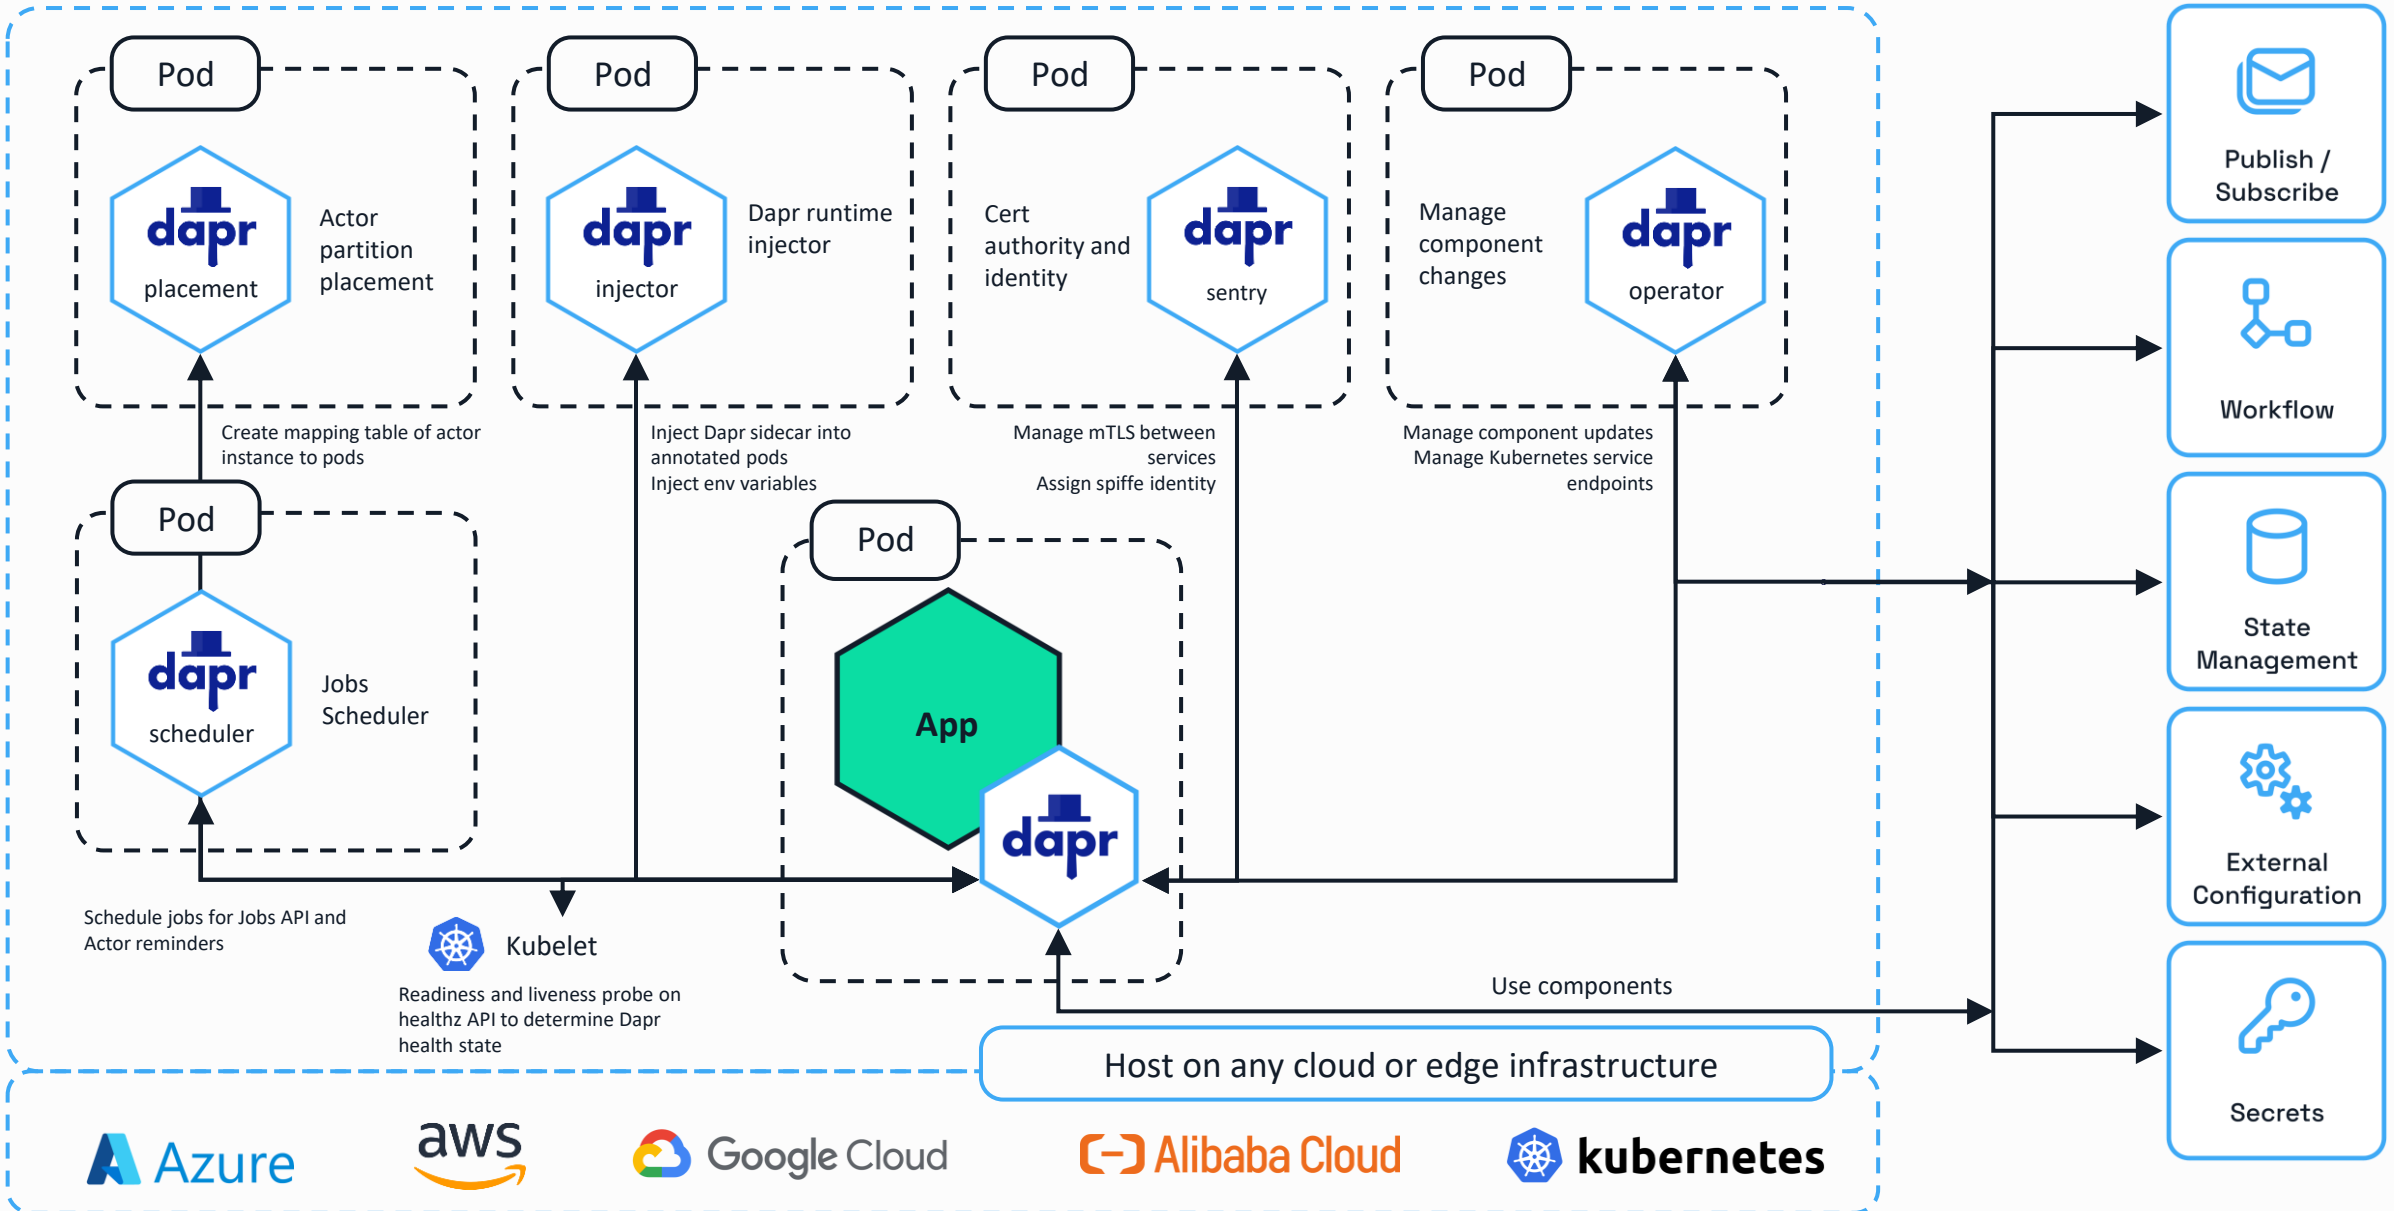 Pod
dapr
placement
Actor
partition
placement
Create mapping table of actor
instance to pods
Pod
dapr
injector
Dapr runtime
injector
Inject Dapr sidecar into
annotated pods
Inject env variables
Pod
Cert
authority and
identity
dapr
sentry
Manage mTLS between
services
Assign spiffe identity
Pod
Manage
component
changes
dapr
operator
Manage component updates
Manage Kubernetes service
endpoints
Pod
dapr
scheduler
Jobs
Scheduler
Schedule jobs for Jobs API and
Actor reminders
Kubelet
Readiness and liveness probe on
healthz API to determine Dapr
health state
Pod
App
dapr
Use components
Publish /
Subscribe
Workflow
State
Management
External
Configuration
Secrets
Host on any cloud or edge infrastructure
Azure
aws
Google Cloud
Alibaba Cloud
kubernetes